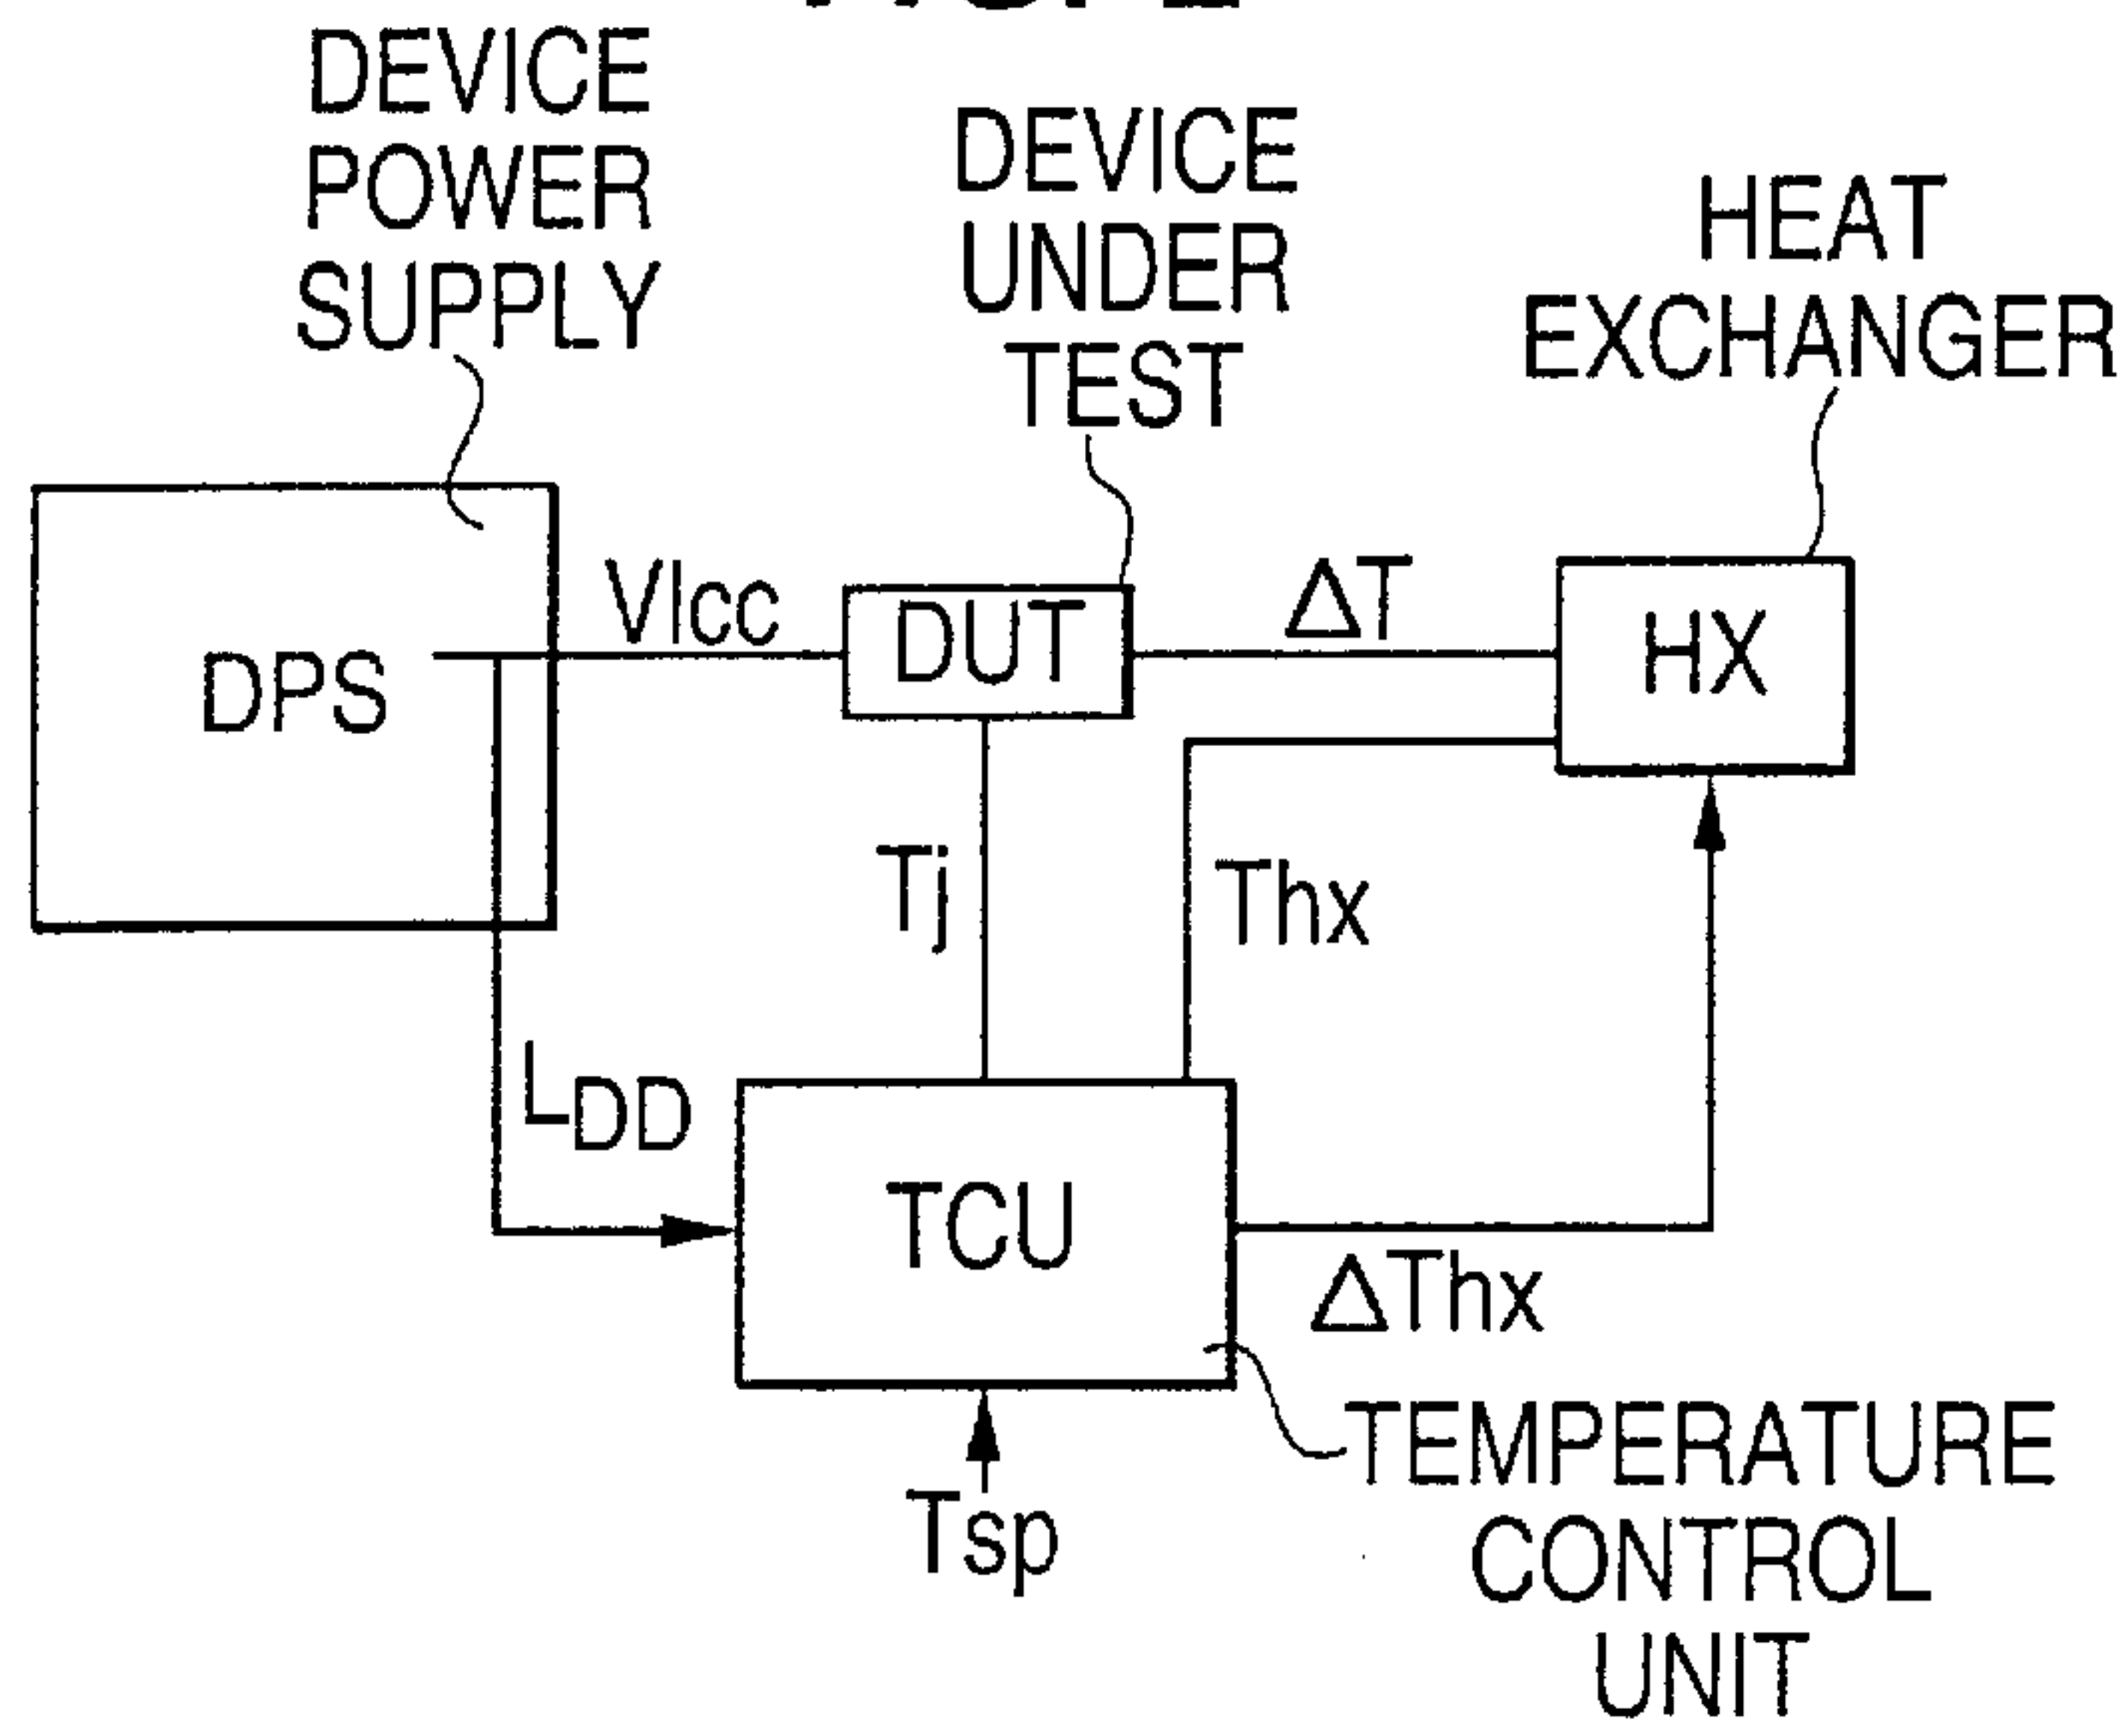 DEVICE
POWER
SUPPLY
DEVICE
UNDER
TEST
HEAT
EXCHANGER
DPS
VIcc
DUT
ΔT
HX
Tj
Thx
LDD
TCU
ΔThx
Tsp
TEMPERATURE
CONTROL
UNIT